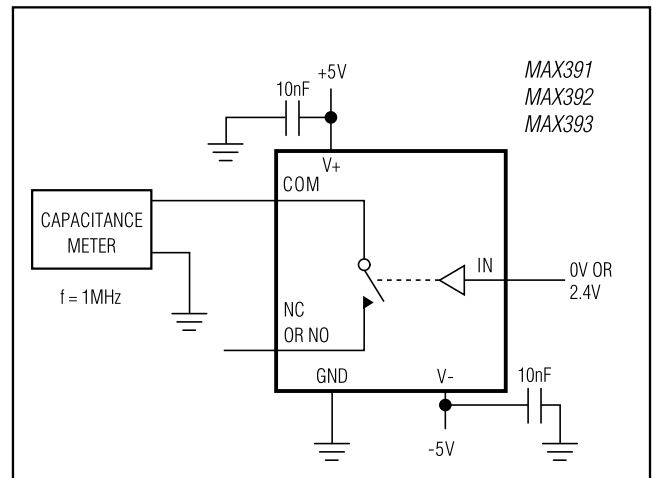 +5V
10nF
MAX391
MAX392
MAX393
V+
COM
CAPACITANCE
METER
f = 1MHz
IN
0V OR
2.4V
NC
OR NO
GND
V-
10nF
-5V